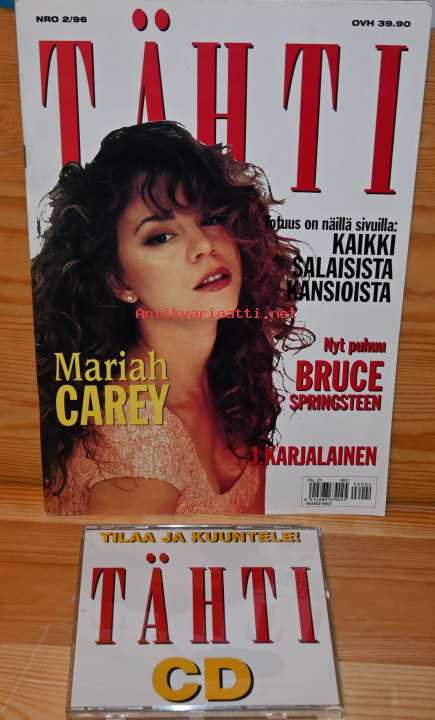 NRO 2/96
OVH 39.90
TÄHTI
Totuus on näillä sivuilla:
KAIKKI
SALAISISTA
KANSIOISTA
Antikvariaatti.net
Nyt puhuu
BRUCE
SPRINGSTEEN
Mariah
CAREY
J.KARJALAINEN
TILAA JA KUUNTELE!
TÄHTI
CD